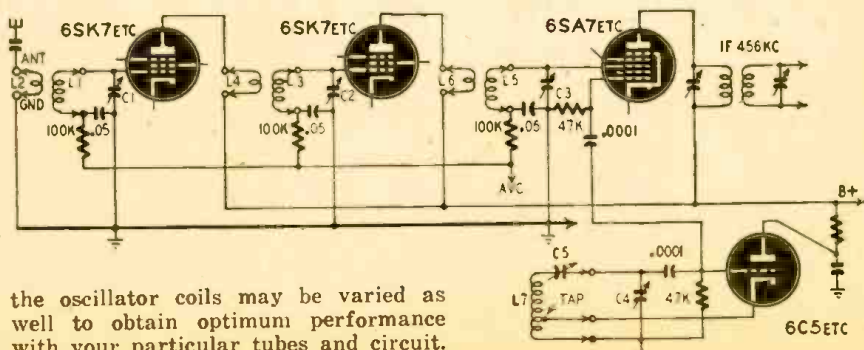 6SK7ETC
6SK7ETC
6SA7ETC
ANT
L2
GND
L1
C1
100K
.05
L4
L3
C2
100K
.05
L6
L5
C3
47K
100K
.05
.0001
AVC
IF 456KC
B+
C5
.0001
L7
TAP
C4
47K
6C5ETC
the oscillator coils may be varied as
well to obtain optimum performance
with your particular tubes and circuit.